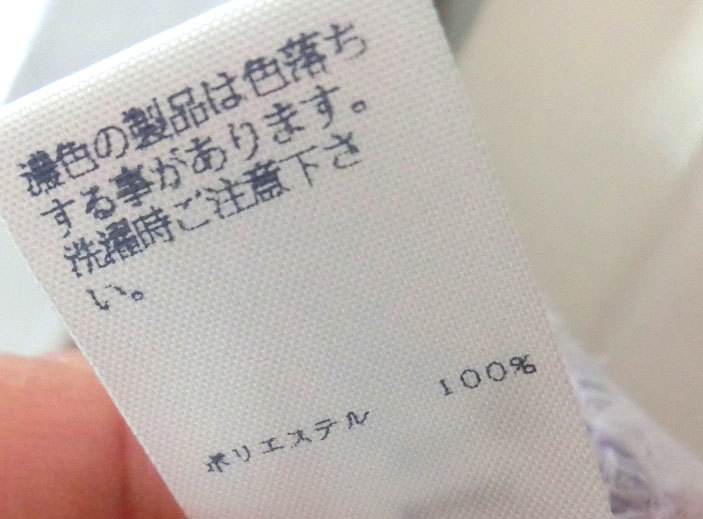 濃色の製品は色落ち
する事があります。
洗濯時ご注意下さ
い。
ポリエステル 100%